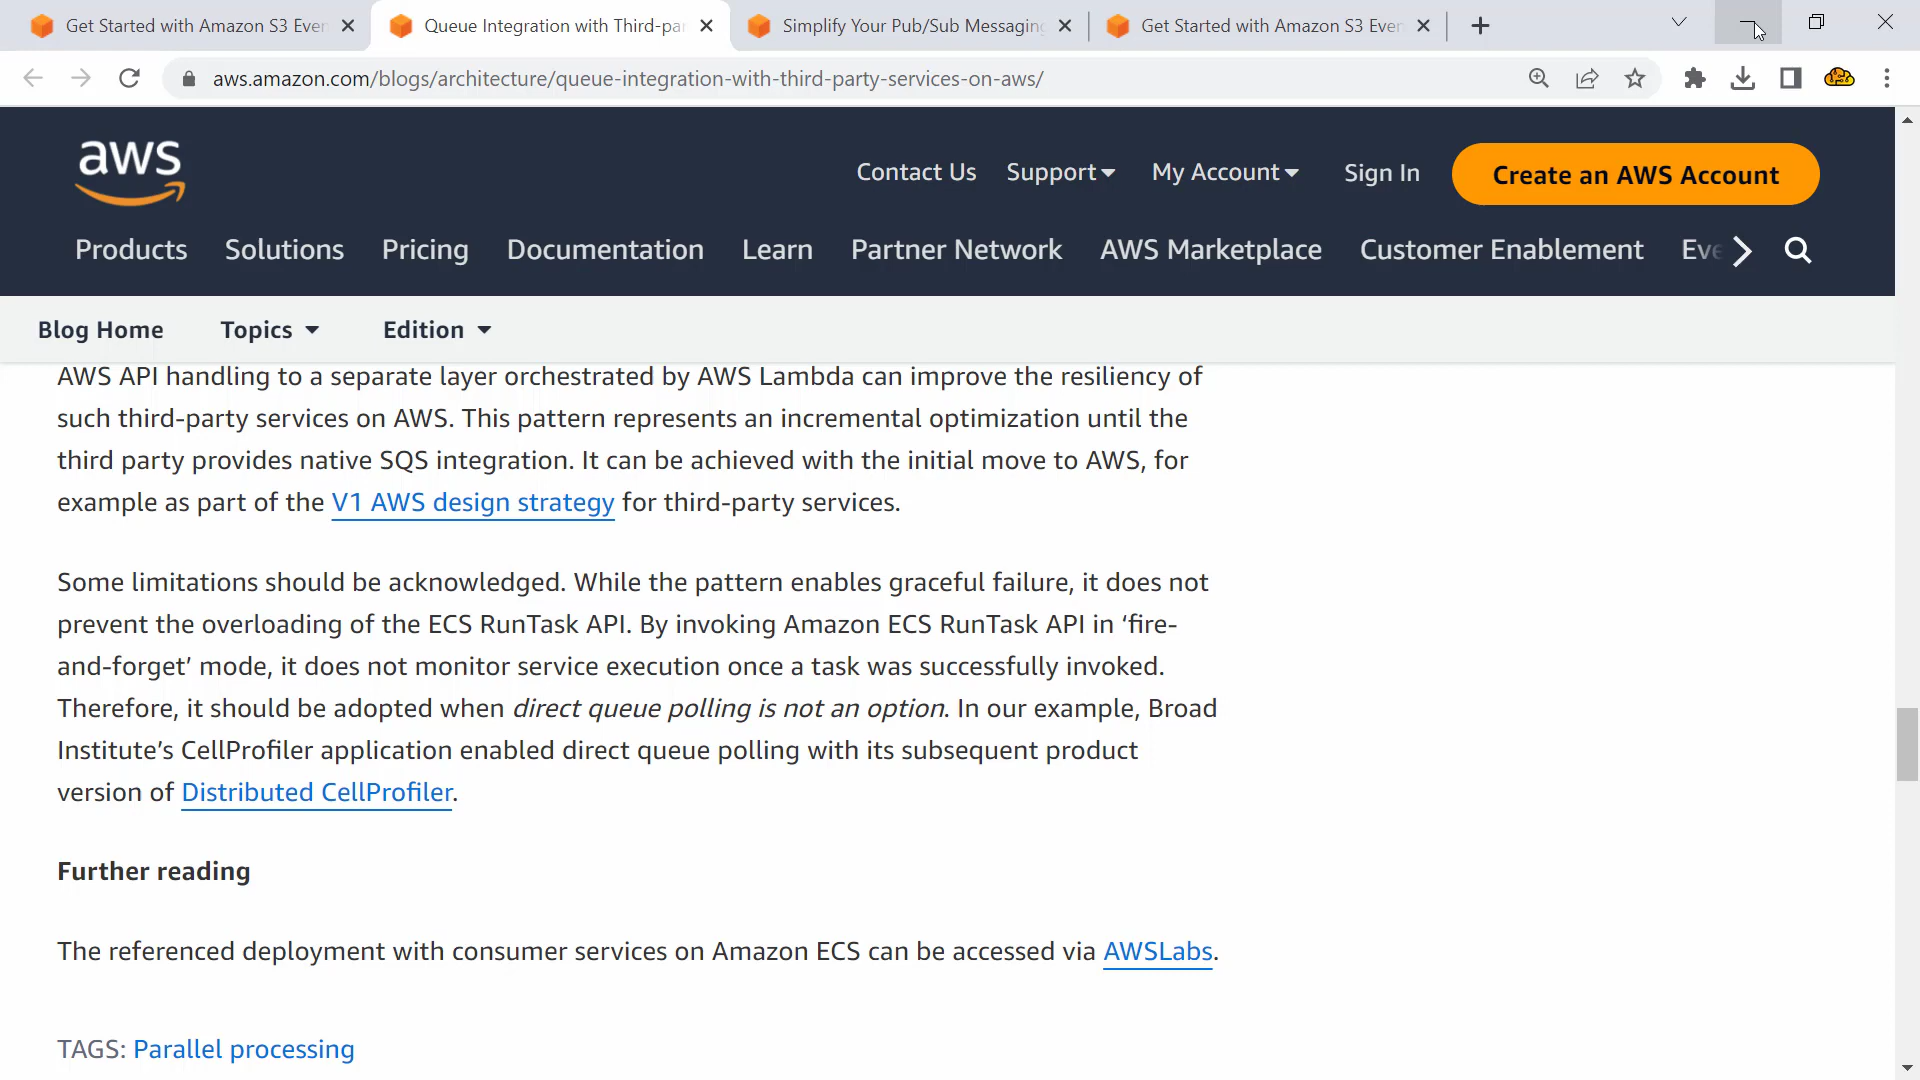 Get Started with Amazon S3 Even
Queue Integration with Third-pa
Simplify Your Pub/Sub Messaging
Get Started with Amazon S3 Even
aws.amazon.com/blogs/architecture/queue-integration-with-third-party-services-on-aws/
aws
Contact Us
Support
My Account
Sign In
Create an AWS Account
Products
Solutions
Pricing
Documentation
Learn
Partner Network
AWS Marketplace
Customer Enablement
Eve
Blog Home
Topics
Edition
AWS API handling to a separate layer orchestrated by AWS Lambda can improve the resiliency of
such third-party services on AWS. This pattern represents an incremental optimization until the
third party provides native SQS integration. It can be achieved with the initial move to AWS, for
example as part of the V1 AWS design strategy for third-party services.
Some limitations should be acknowledged. While the pattern enables graceful failure, it does not
prevent the overloading of the ECS RunTask API. By invoking Amazon ECS RunTask API in ‘fire-
and-forget’ mode, it does not monitor service execution once a task was successfully invoked.
Therefore, it should be adopted when direct queue polling is not an option. In our example, Broad
Institute’s CellProfiler application enabled direct queue polling with its subsequent product
version of Distributed CellProfiler.
Further reading
The referenced deployment with consumer services on Amazon ECS can be accessed via AWSLabs.
TAGS: Parallel processing